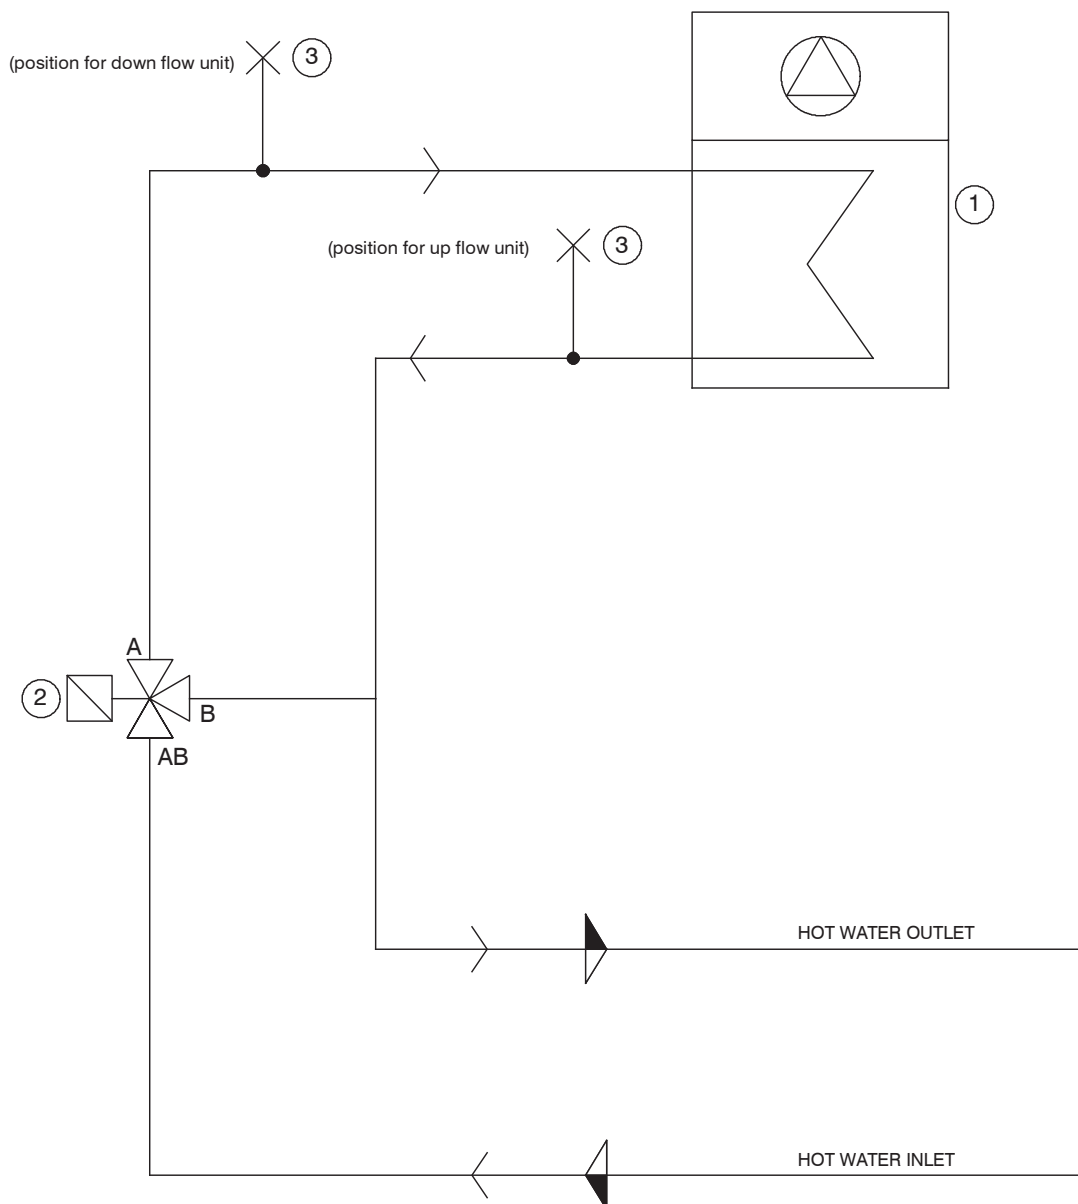 (position for down flow unit)
3
1
(position for up flow unit)
3
A
2
B
AB
HOT WATER OUTLET
HOT WATER INLET